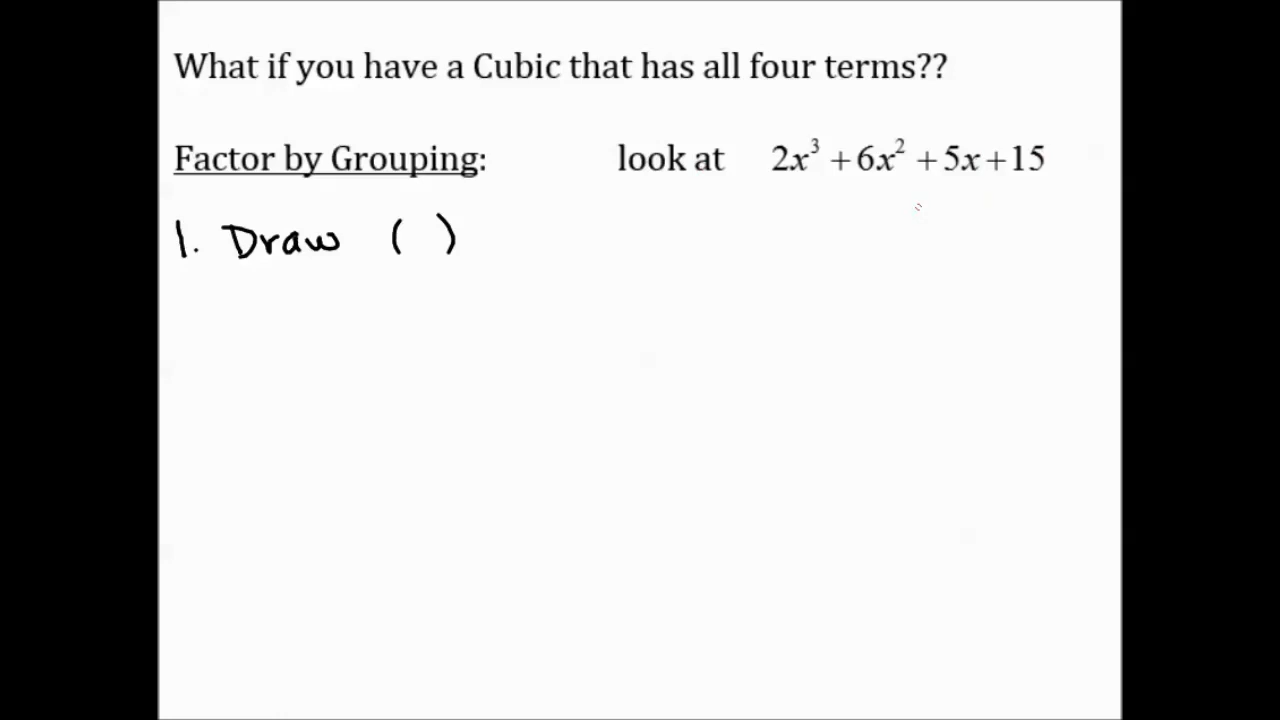 What if you have a Cubic that has all four terms??
Factor by Grouping: look at 2x³ + 6x² + 5x + 15
1. Draw ( )